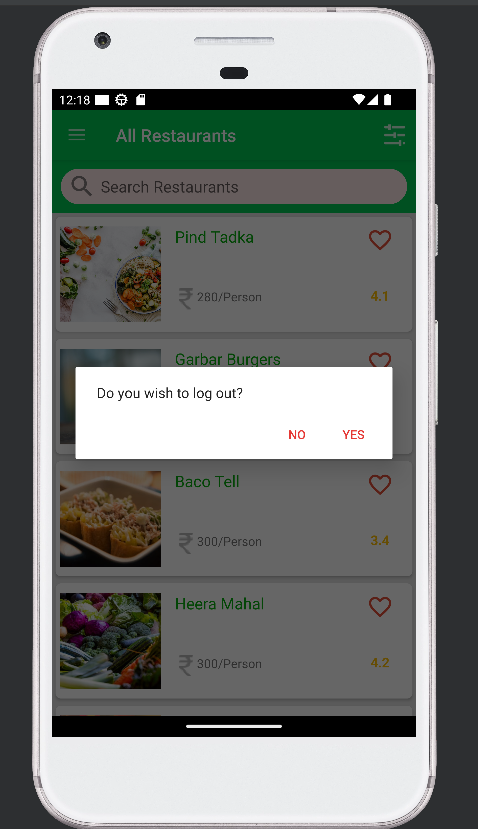 12:18
All Restaurants
Search Restaurants
Pind Tadka
₹ 280/Person
4.1
Garbar Burgers
Do you wish to log out?
NO
YES
Baco Tell
₹ 300/Person
3.4
Heera Mahal
₹ 300/Person
4.2